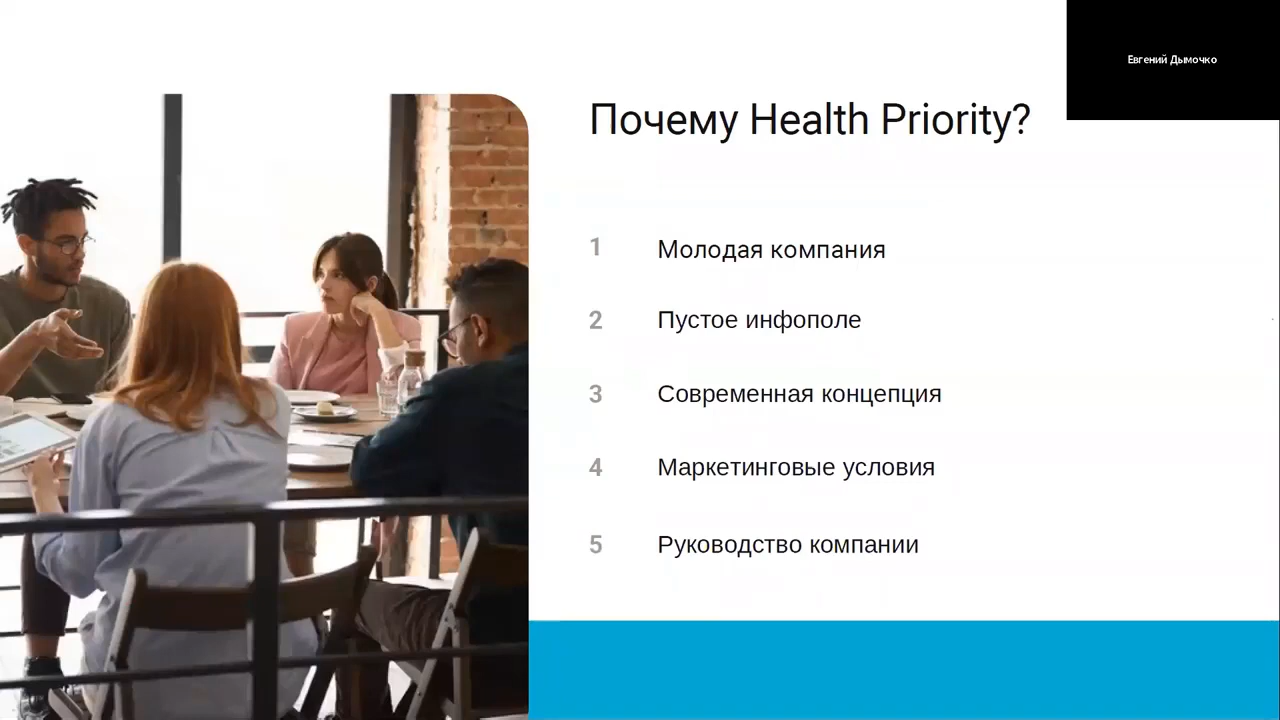 Евгений Дымочко
Почему Health Priority?
1 Молодая компания
2 Пустое инфополе
3 Современная концепция
4 Маркетинговые условия
5 Руководство компании